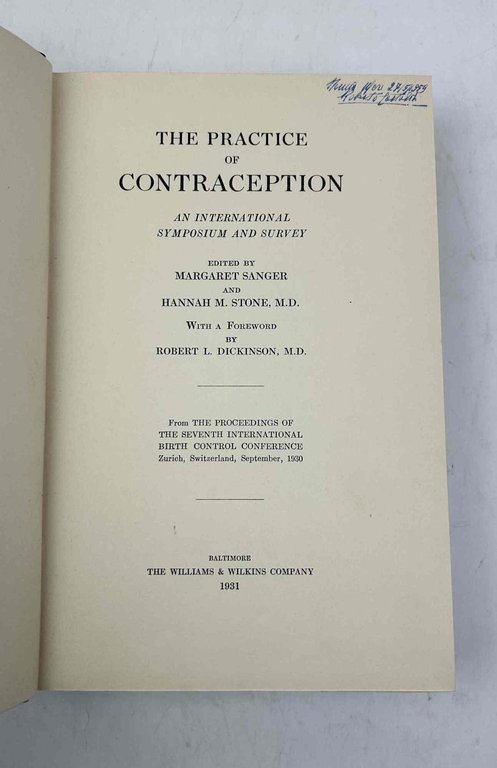 THE PRACTICE
OF
CONTRACEPTION
AN INTERNATIONAL
SYMPOSIUM AND SURVEY
EDITED BY
MARGARET SANGER
AND
HANNAH M. STONE, M.D.
WITH A FOREWORD
BY
ROBERT L. DICKINSON, M.D.
From THE PROCEEDINGS OF
THE SEVENTH INTERNATIONAL
BIRTH CONTROL CONFERENCE
Zurich, Switzerland, September, 1930
BALTIMORE
THE WILLIAMS & WILKINS COMPANY
1931